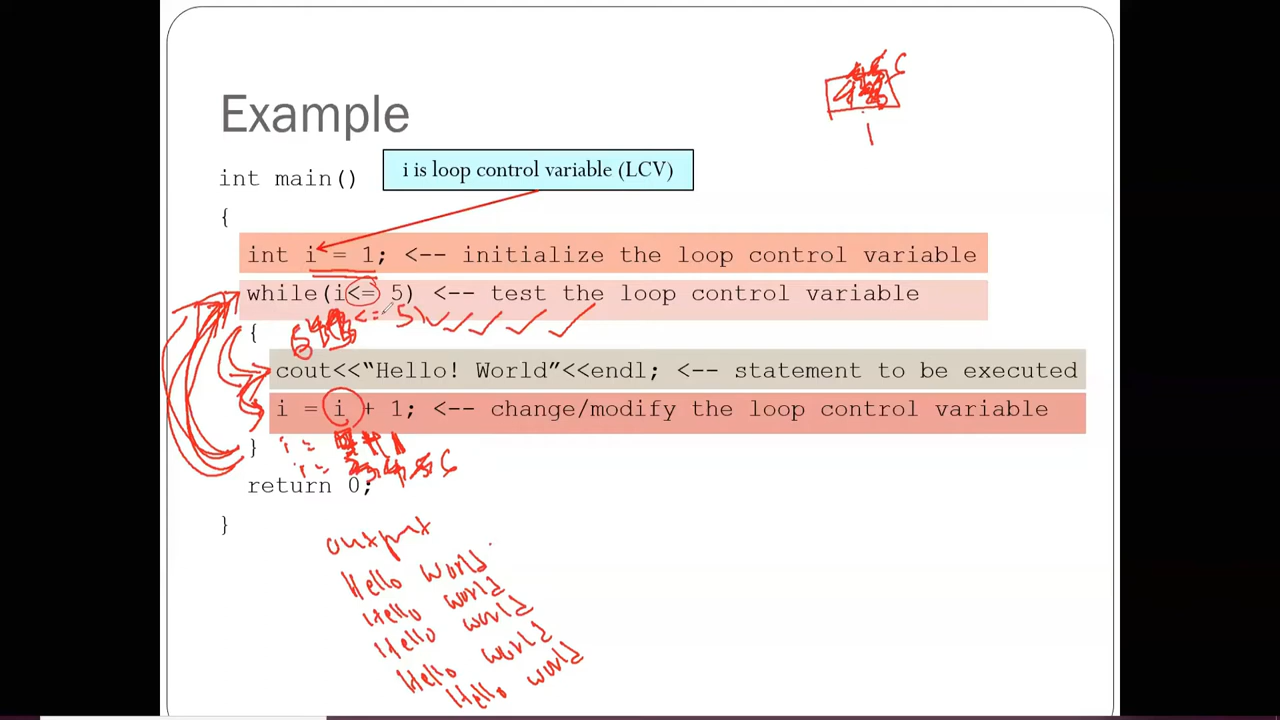 Example
i is loop control variable (LCV)
int main()
{
int i = 1; <-- initialize the loop control variable
while(i<= 5) <-- test the loop control variable
<= 5)
{
cout<<“Hello! World”<<endl; <-- statement to be executed
i = i + 1; <-- change/modify the loop control variable
}
return 0;
}
output
Hello World
Hello world
Hello world
Hello world
Hello world